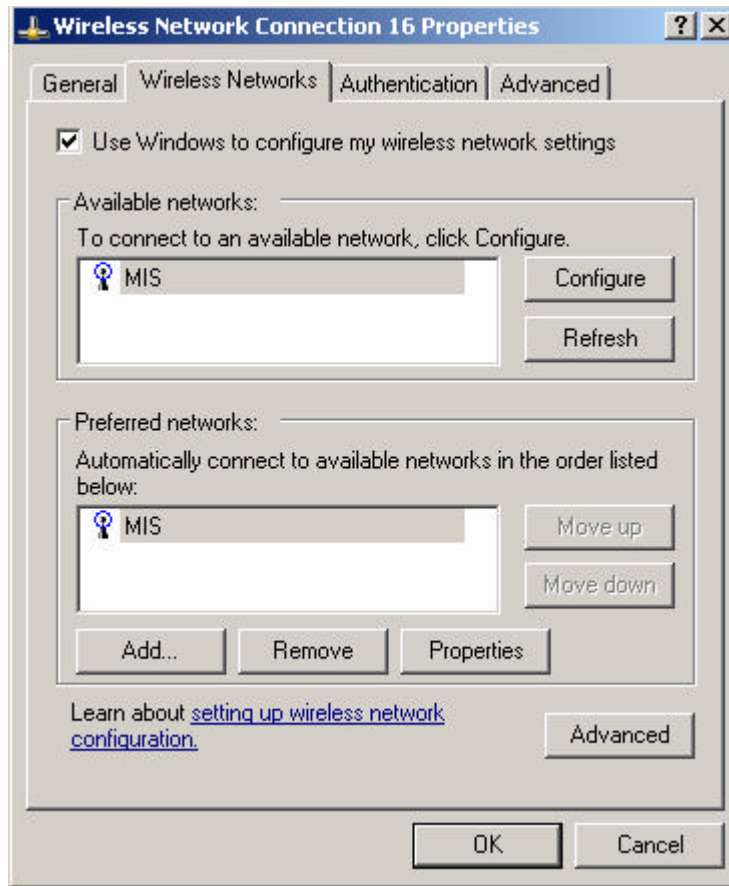 Wireless Network Connection 16 Properties
General
Wireless Networks
Authentication
Advanced
Use Windows to configure my wireless network settings
Available networks:
To connect to an available network, click Configure.
MIS
Configure
Refresh
Preferred networks:
Automatically connect to available networks in the order listed
below:
MIS
Move up
Move down
Add...
Remove
Properties
Learn about setting up wireless network
configuration.
Advanced
OK
Cancel